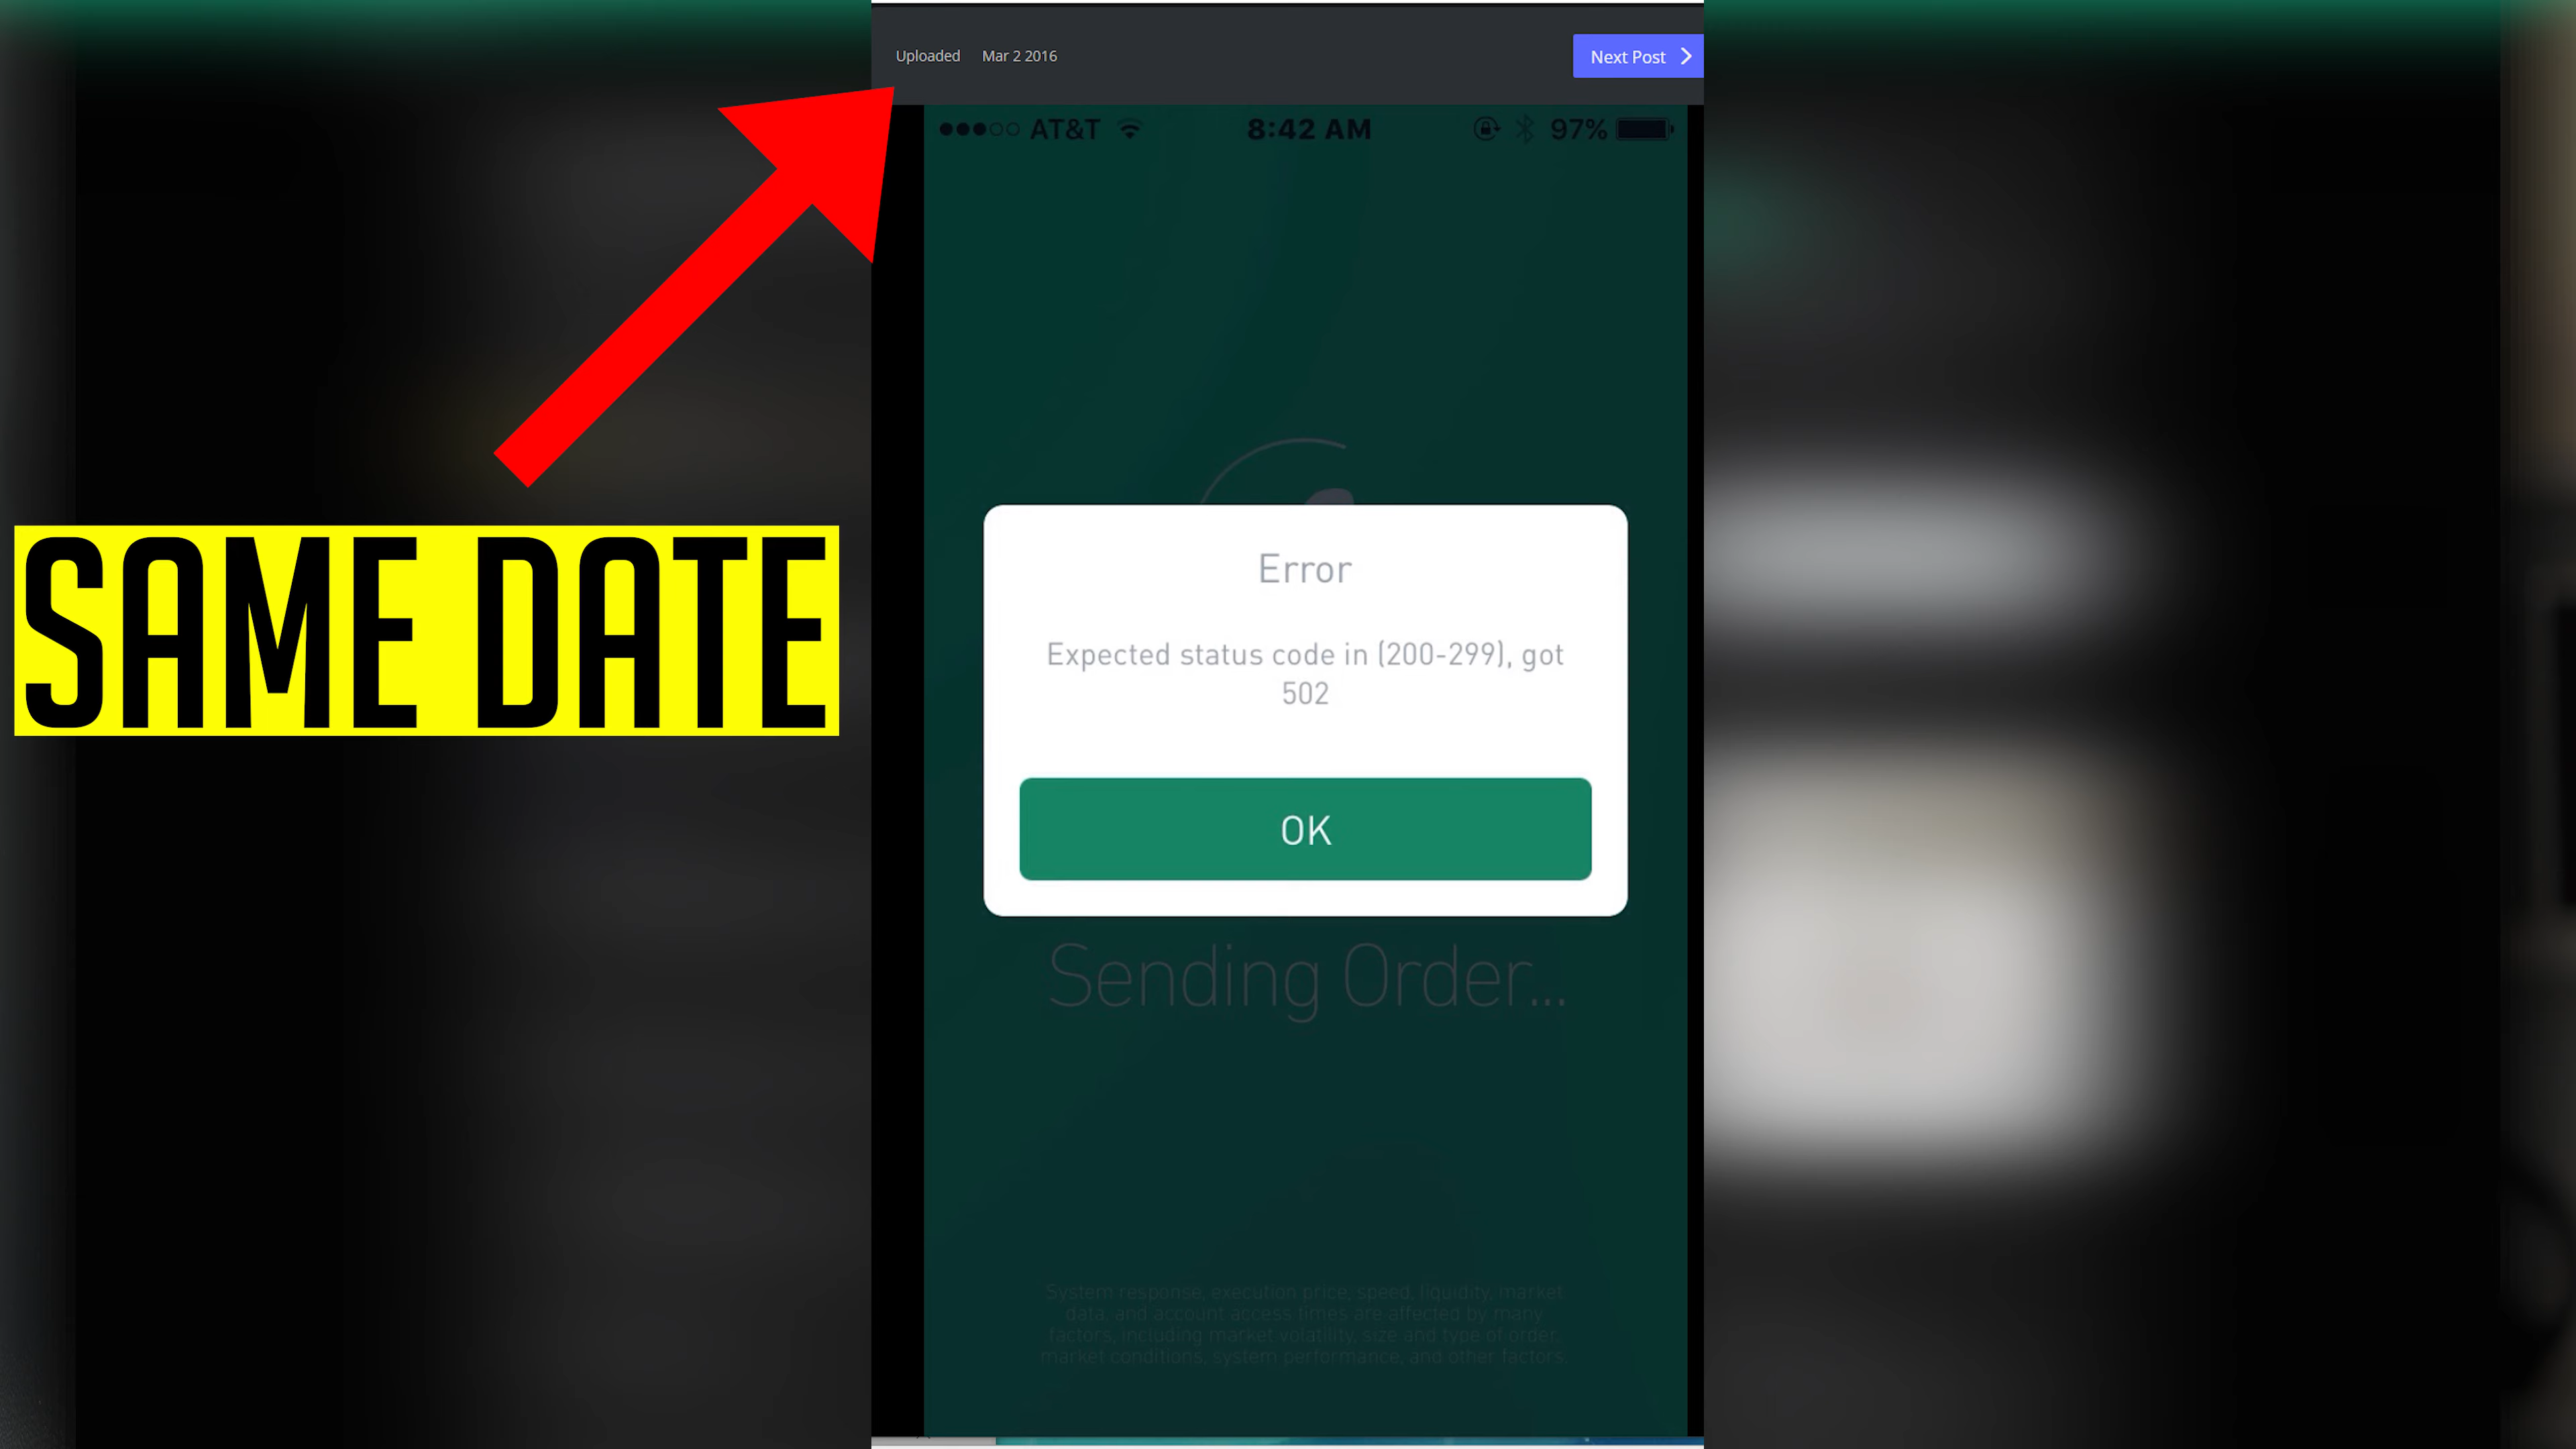 Uploaded Mar 2 2016
Next Post
AT&T 8:42 AM 97%
SAME DATE
Error
Expected status code in (200-299), got
502
OK
Sending Order...
System response, execution price, speed, liquidity, market
data, and account access times are affected by many
factors, including market volatility, size and type of order,
market conditions, system performance, and other factors.